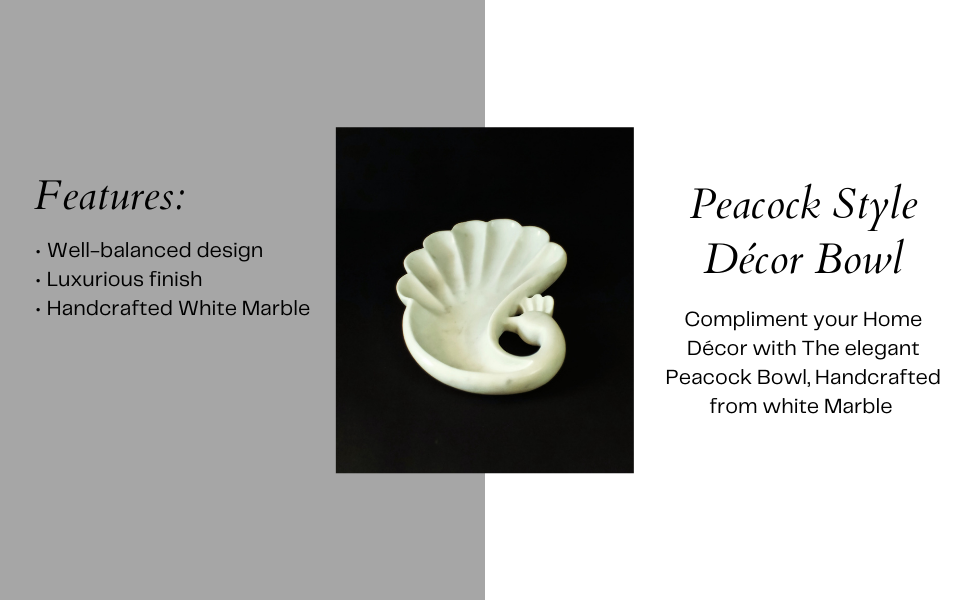 Features:
• Well-balanced design
• Luxurious finish
• Handcrafted White Marble
Peacock Style
Décor Bowl
Compliment your Home
Décor with The elegant
Peacock Bowl, Handcrafted
from white Marble